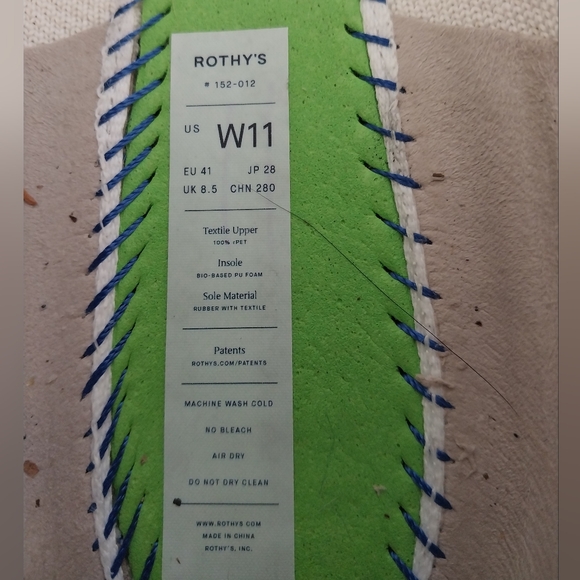 ROTHY'S
# 152-012
US W11
EU 41 JP 28
UK 8.5 CHN 280
Textile Upper
100% rPET
Insole
BIO-BASED PU FOAM
Sole Material
RUBBER WITH TEXTILE
Patents
ROTHYS.COM/PATENTS
MACHINE WASH COLD
NO BLEACH
AIR DRY
DO NOT DRY CLEAN
WWW.ROTHYS.COM
MADE IN CHINA
ROTHY'S, INC.